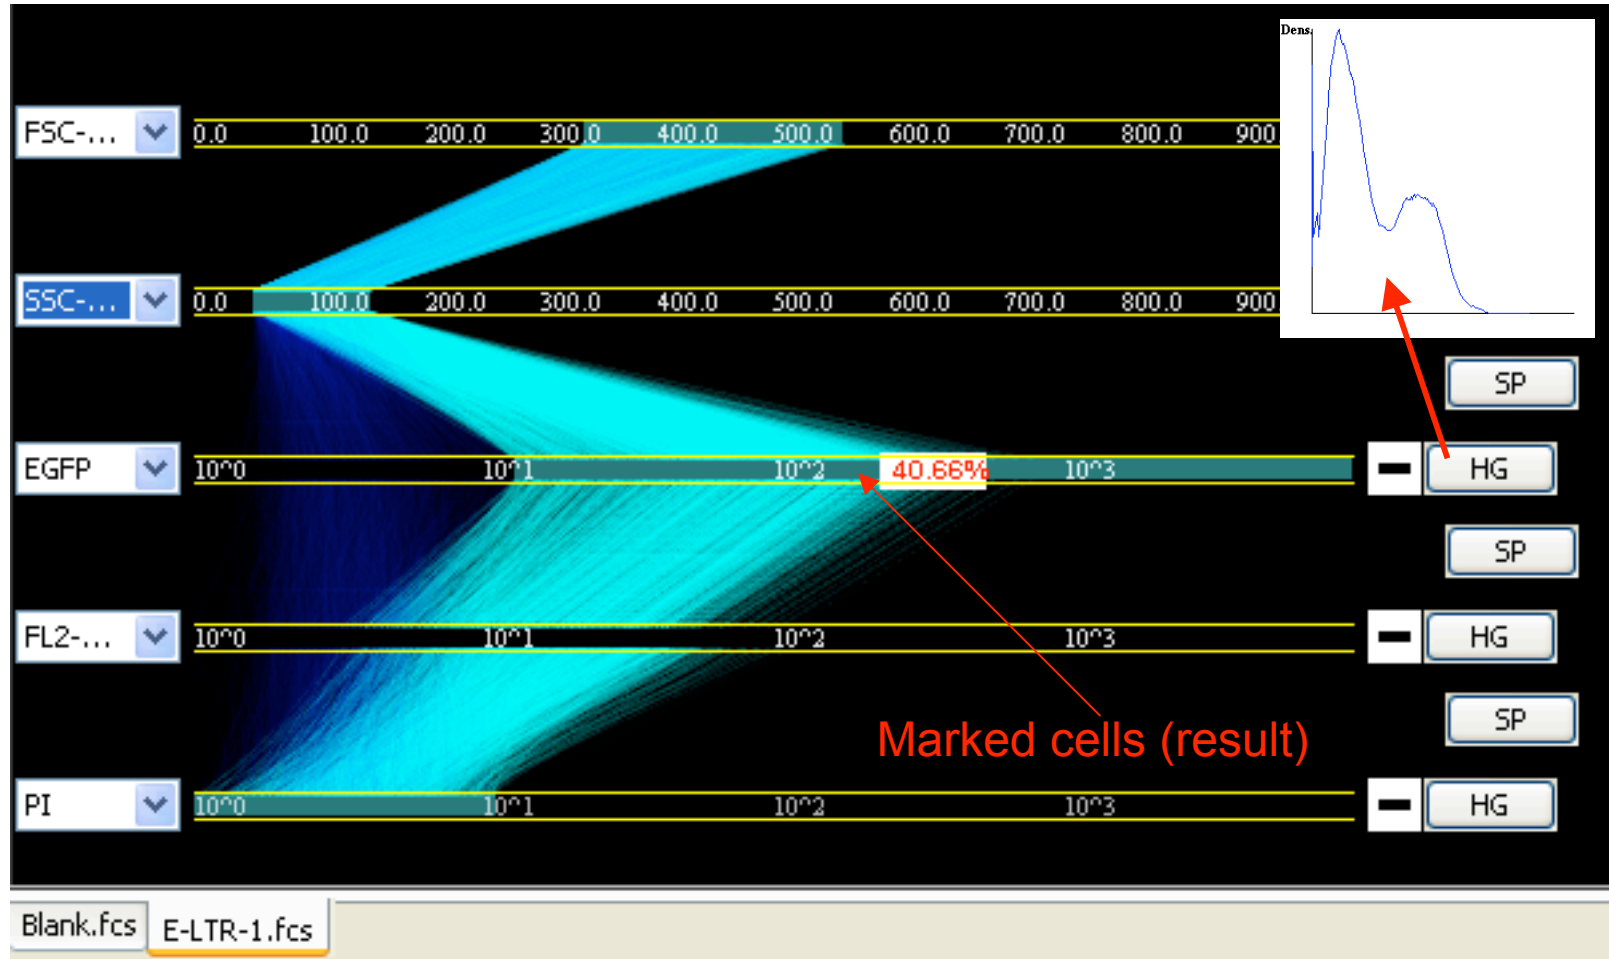 Dens.
FSC-... 0.0 100.0 200.0 300.0 400.0 500.0 600.0 700.0 800.0 900
SSC-... 0.0 100.0 200.0 300.0 400.0 500.0 600.0 700.0 800.0 900
SP
EGFP 10^0 10^1 10^2 40.66% 10^3 HG
SP
FL2-... 10^0 10^1 10^2 10^3 HG
SP
Marked cells (result)
PI 10^0 10^1 10^2 10^3 HG
Blank.fcs E-LTR-1.fcs